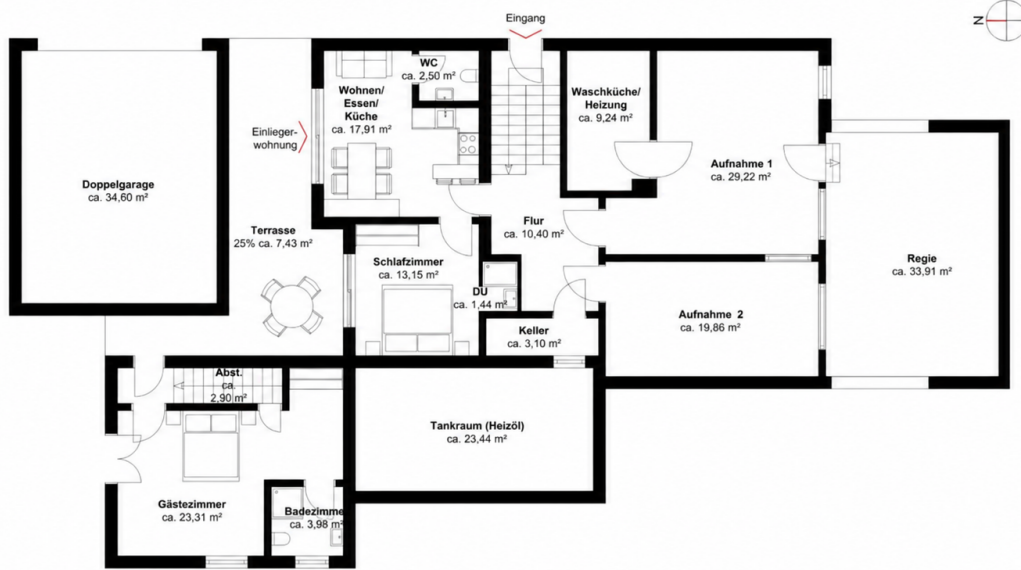 Eingang
N
WC
ca. 2,50 m²
Wohnen/
Essen/
Küche
ca. 17,91 m²
Waschküche/
Heizung
ca. 9,24 m²
Einlieger-
wohnung
Aufnahme 1
ca. 29,22 m²
Doppelgarage
ca. 34,60 m²
Flur
ca. 10,40 m²
Terrasse
25% ca. 7,43 m²
Schlafzimmer
ca. 13,15 m²
Regie
ca. 33,91 m²
DU
ca. 1,44 m²
Aufnahme 2
ca. 19,86 m²
Keller
ca. 3,10 m²
Abst.
ca.
2,90 m²
Tankraum (Heizöl)
ca. 23,44 m²
Gästezimmer
ca. 23,31 m²
Badezimme
ca. 3,98 m²